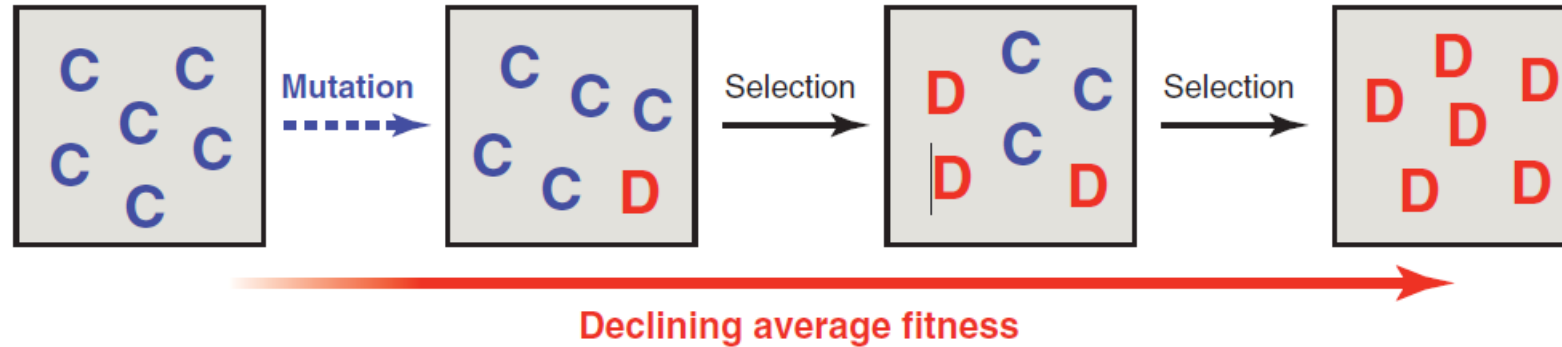 C C C C C C
Mutation
C C C C C D
Selection
D C C C D D
Selection
D D D D D D
Declining average fitness